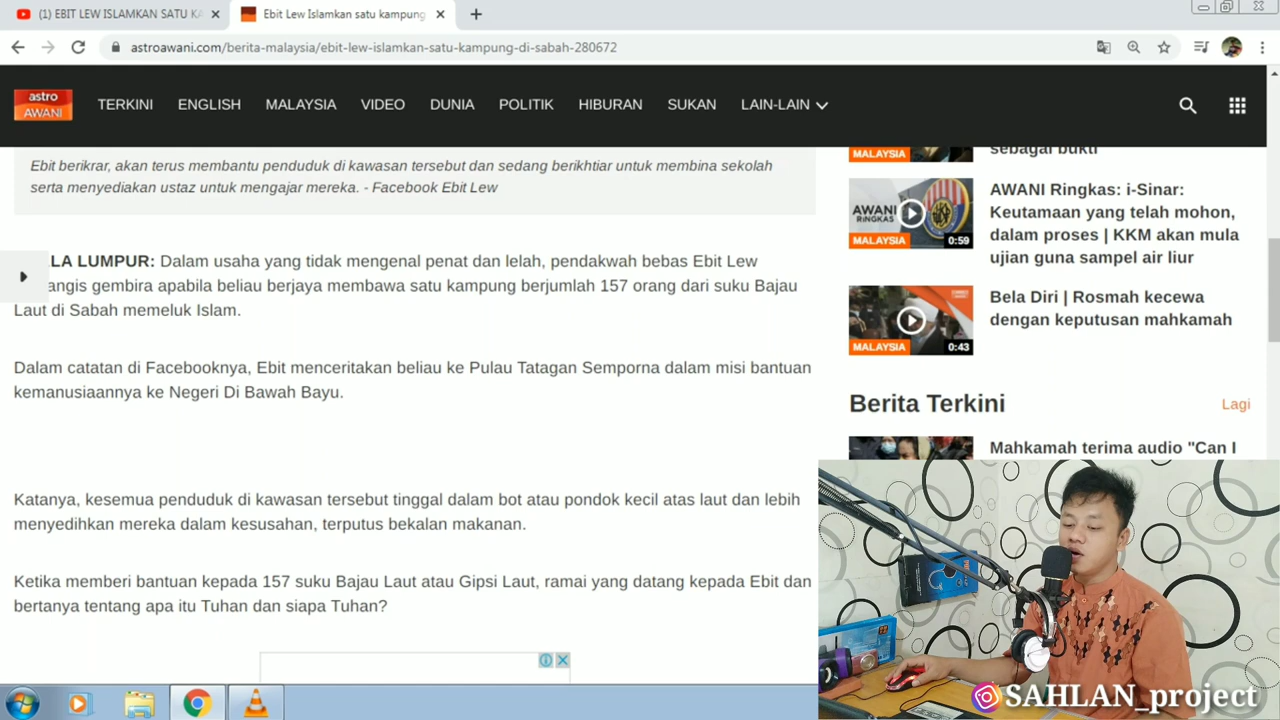 (1) EBIT LEW ISLAMKAN SATU KA
Ebit Lew Islamkan satu kampung
astroawani.com/berita-malaysia/ebit-lew-islamkan-satu-kampung-di-sabah-280672
astro
AWANI
TERKINI ENGLISH MALAYSIA VIDEO DUNIA POLITIK HIBURAN SUKAN LAIN-LAIN
Ebit berikrar, akan terus membantu penduduk di kawasan tersebut dan sedang berikhtiar untuk membina sekolah
serta menyediakan ustaz untuk mengajar mereka. - Facebook Ebit Lew
LA LUMPUR: Dalam usaha yang tidak mengenal penat dan lelah, pendakwah bebas Ebit Lew
angis gembira apabila beliau berjaya membawa satu kampung berjumlah 157 orang dari suku Bajau
Laut di Sabah memeluk Islam.
Dalam catatan di Facebooknya, Ebit menceritakan beliau ke Pulau Tatagan Semporna dalam misi bantuan
kemanusiaannya ke Negeri Di Bawah Bayu.
Katanya, kesemua penduduk di kawasan tersebut tinggal dalam bot atau pondok kecil atas laut dan lebih
menyedihkan mereka dalam kesusahan, terputus bekalan makanan.
Ketika memberi bantuan kepada 157 suku Bajau Laut atau Gipsi Laut, ramai yang datang kepada Ebit dan
bertanya tentang apa itu Tuhan dan siapa Tuhan?
MALAYSIA
sebagai bukti
AWANI
RINGKAS
MALAYSIA
0:59
AWANI Ringkas: i-Sinar:
Keutamaan yang telah mohon,
dalam proses | KKM akan mula
ujian guna sampel air liur
MALAYSIA
0:43
Bela Diri | Rosmah kecewa
dengan keputusan mahkamah
Berita Terkini
Lagi
Mahkamah terima audio "Can I
SAHLAN_project